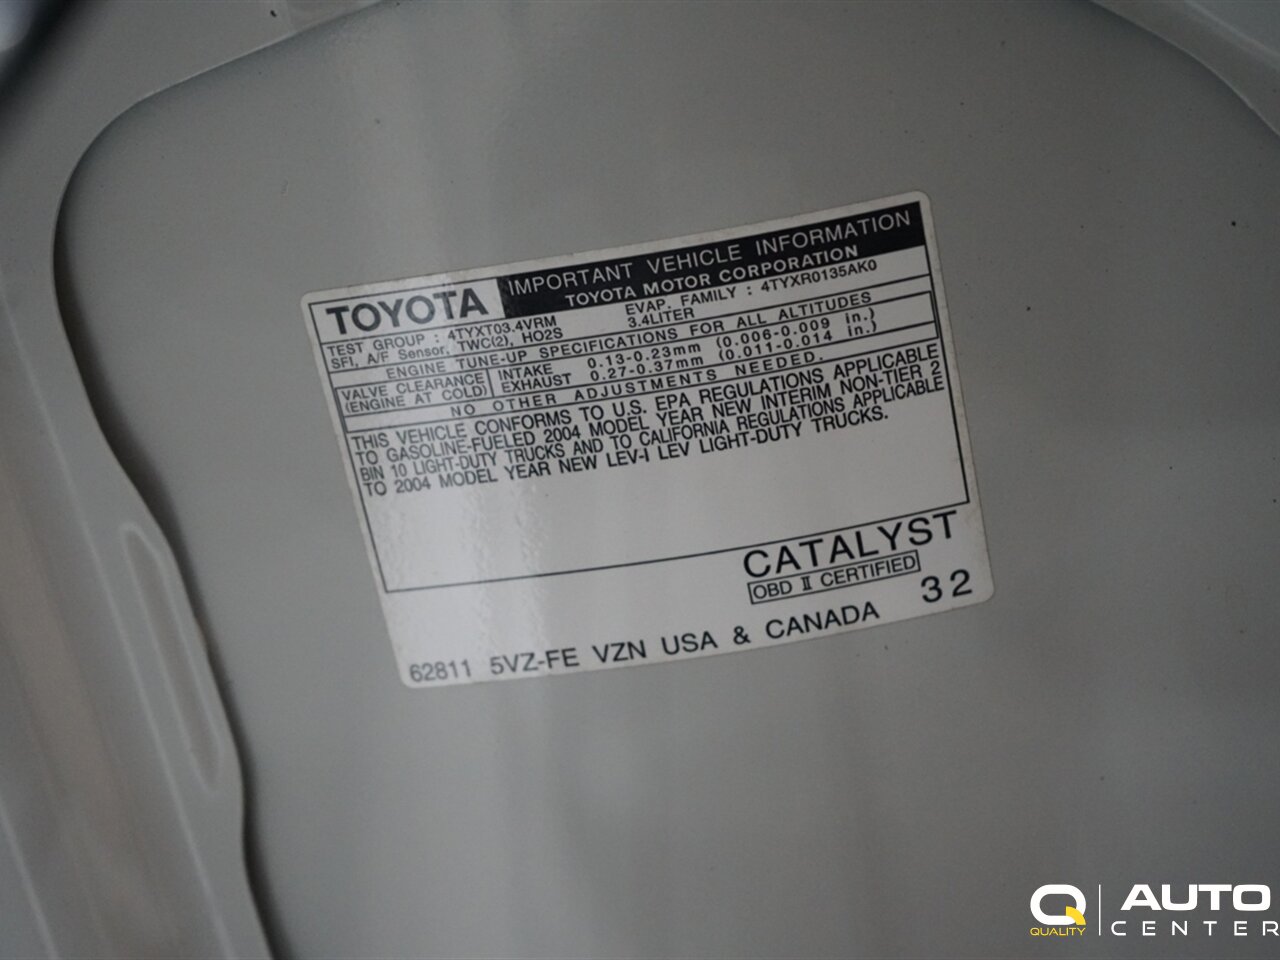 TOYOTA IMPORTANT VEHICLE INFORMATION
TOYOTA MOTOR CORPORATION
TEST GROUP : 4TYXT03.4VRM EVAP. FAMILY : 4TYXR0135AK0
SFI, A/F Sensor, TWC(2), HO2S 3.4LITER
ENGINE TUNE-UP SPECIFICATIONS FOR ALL ALTITUDES
VALVE CLEARANCE INTAKE 0.13-0.23mm (0.006-0.009 in.)
(ENGINE AT COLD) EXHAUST 0.27-0.37mm (0.011-0.014 in.)
NO OTHER ADJUSTMENTS NEEDED.
THIS VEHICLE CONFORMS TO U.S. EPA REGULATIONS APPLICABLE
TO GASOLINE-FUELED 2004 MODEL YEAR NEW INTERIM NON-TIER 2
BIN 10 LIGHT-DUTY TRUCKS AND TO CALIFORNIA REGULATIONS APPLICABLE
TO 2004 MODEL YEAR NEW LEV-I LEV LIGHT-DUTY TRUCKS.
CATALYST
OBD II CERTIFIED
62811 5VZ-FE VZN USA & CANADA 32
Q QUALITY AUTO
CENTER